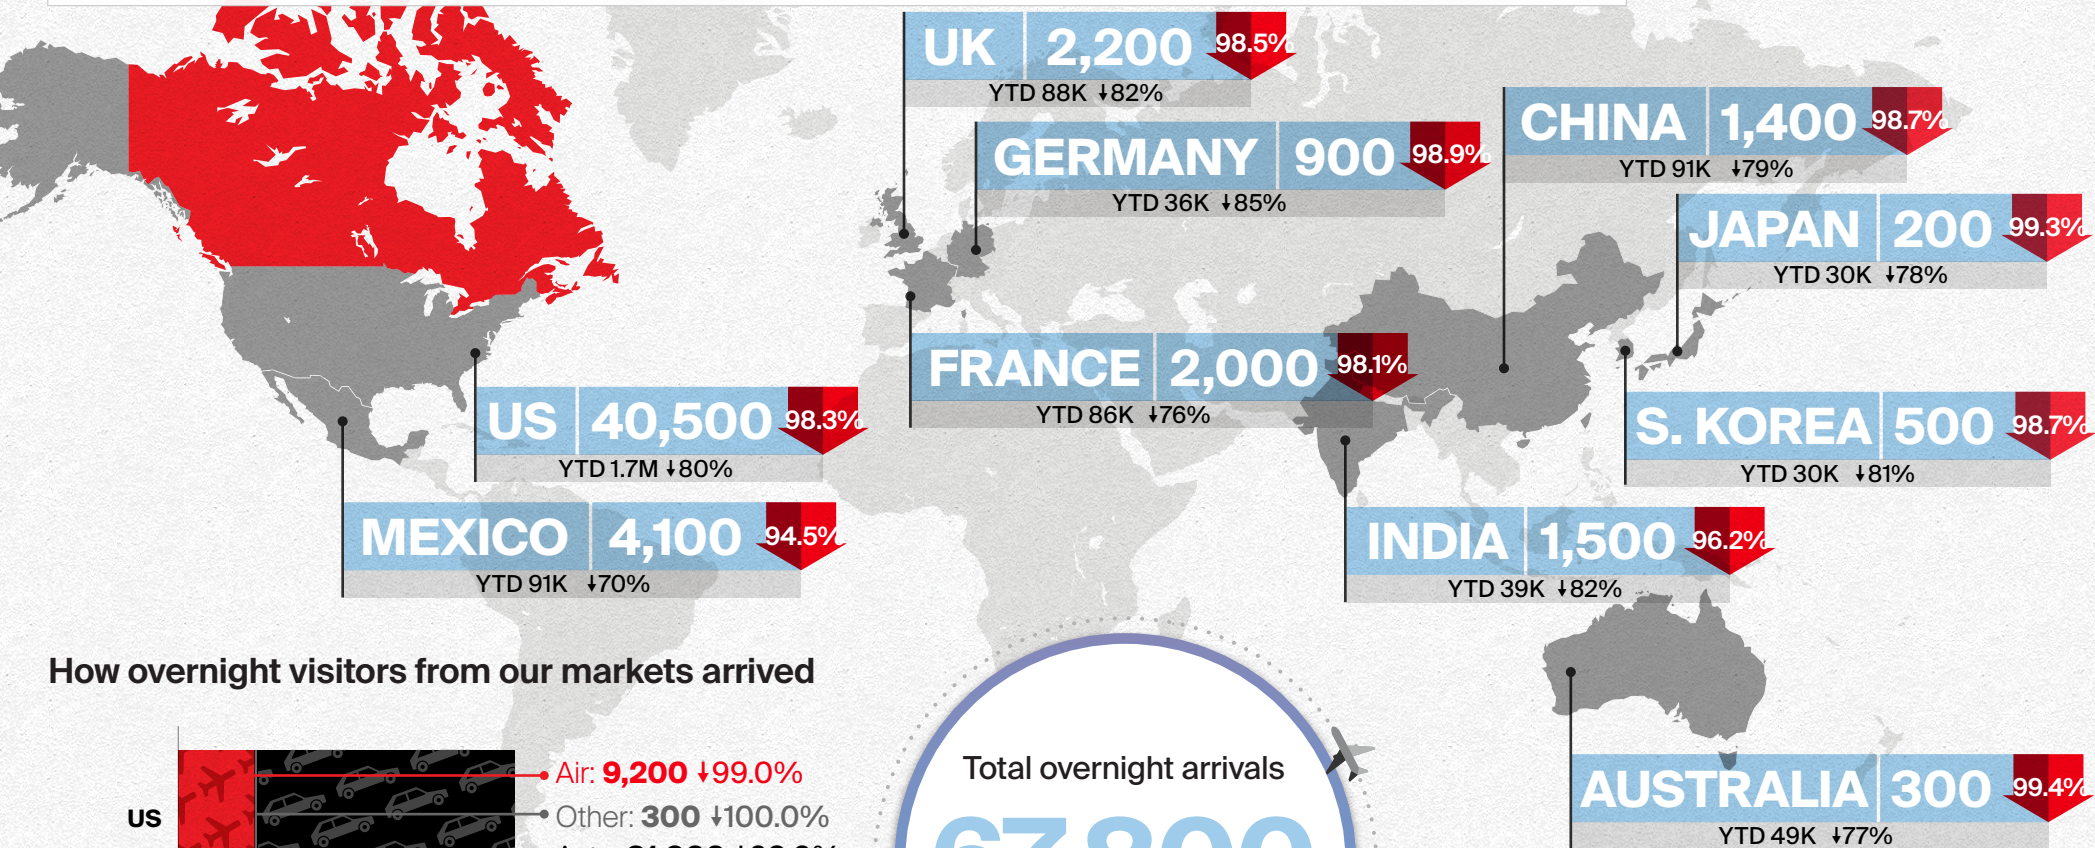 UK 2,200 98.5%
YTD 88K ↓82%
GERMANY 900 98.9%
YTD 36K ↓85%
CHINA 1,400 98.7%
YTD 91K ↓79%
JAPAN 200 99.3%
YTD 30K ↓78%
FRANCE 2,000 98.1%
YTD 86K ↓76%
US 40,500 98.3%
YTD 1.7M ↓80%
S. KOREA 500 98.7%
YTD 30K ↓81%
MEXICO 4,100 94.5%
YTD 91K ↓70%
INDIA 1,500 96.2%
YTD 39K ↓82%
AUSTRALIA 300 99.4%
YTD 49K ↓77%
How overnight visitors from our markets arrived
US
Air: 9,200 ↓99.0%
Other: 300 ↓100.0%
Total overnight arrivals
67,800